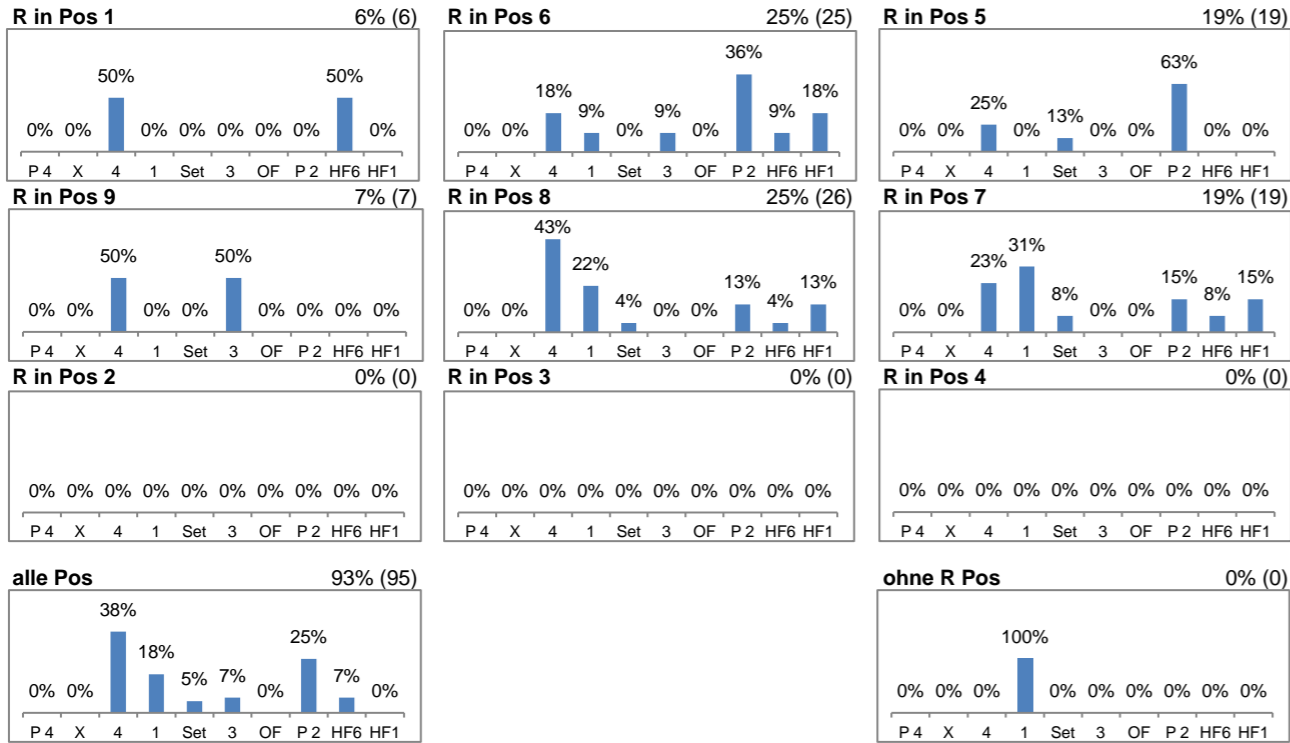 R in Pos 1 6% (6)
50% 50%
0% 0% 0% 0% 0% 0% 0% 0%
P 4 X 4 1 Set 3 OF P 2 HF6 HF1
R in Pos 6 25% (25)
36%
18% 18%
9% 9% 9%
0% 0% 0% 0%
P 4 X 4 1 Set 3 OF P 2 HF6 HF1
R in Pos 5 19% (19)
63%
25%
13%
0% 0% 0% 0% 0% 0% 0%
P 4 X 4 1 Set 3 OF P 2 HF6 HF1
R in Pos 9 7% (7)
50% 50%
0% 0% 0% 0% 0% 0% 0% 0%
P 4 X 4 1 Set 3 OF P 2 HF6 HF1
R in Pos 8 25% (26)
43%
22%
13% 13%
4% 4%
0% 0% 0% 0%
P 4 X 4 1 Set 3 OF P 2 HF6 HF1
R in Pos 7 19% (19)
31%
23%
15% 15%
8% 8%
0% 0% 0% 0%
P 4 X 4 1 Set 3 OF P 2 HF6 HF1
R in Pos 2 0% (0)
0% 0% 0% 0% 0% 0% 0% 0% 0% 0%
P 4 X 4 1 Set 3 OF P 2 HF6 HF1
R in Pos 3 0% (0)
0% 0% 0% 0% 0% 0% 0% 0% 0% 0%
P 4 X 4 1 Set 3 OF P 2 HF6 HF1
R in Pos 4 0% (0)
0% 0% 0% 0% 0% 0% 0% 0% 0% 0%
P 4 X 4 1 Set 3 OF P 2 HF6 HF1
alle Pos 93% (95)
38%
25%
18%
5% 7% 7%
0% 0% 0% 0%
P 4 X 4 1 Set 3 OF P 2 HF6 HF1
ohne R Pos 0% (0)
100%
0% 0% 0% 0% 0% 0% 0% 0% 0%
P 4 X 4 1 Set 3 OF P 2 HF6 HF1